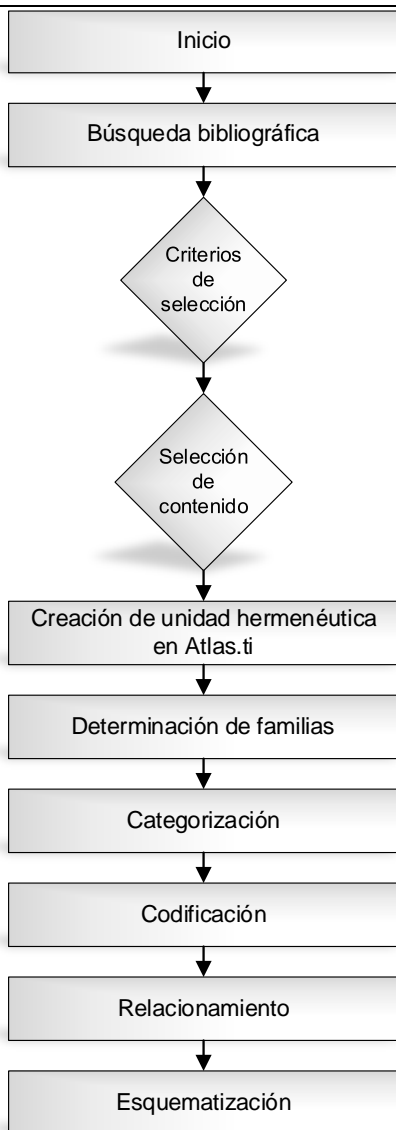 Inicio
Búsqueda bibliográfica
Criterios
de
selección
Selección
de
contenido
Creación de unidad hermenéutica
en Atlas.ti
Determinación de familias
Categorización
Codificación
Relacionamiento
Esquematización